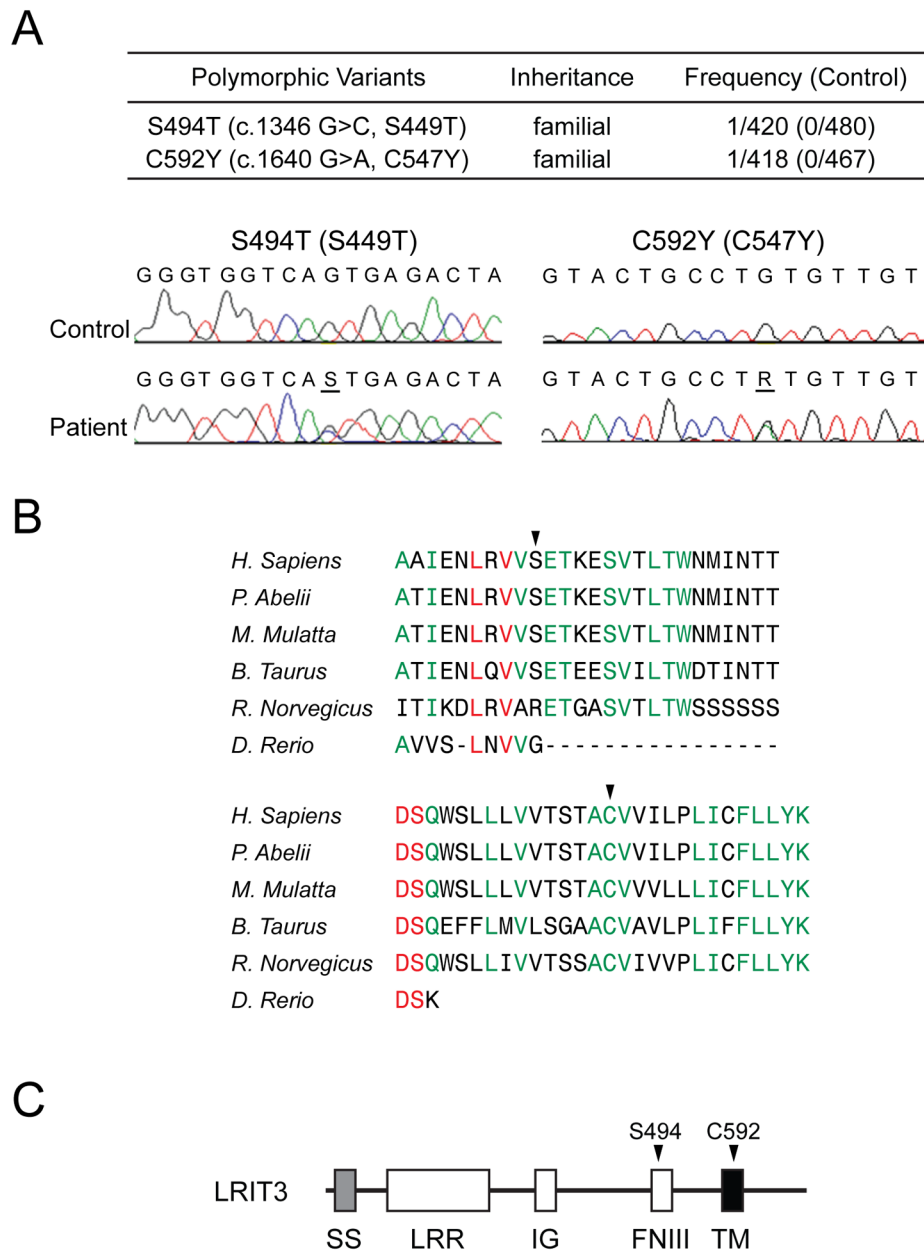 A
Polymorphic Variants Inheritance Frequency (Control)
S494T (c.1346 G>C, S449T) familial 1/420 (0/480)
C592Y (c.1640 G>A, C547Y) familial 1/418 (0/467)
S494T (S449T) C592Y (C547Y)
G G G T G G T C A G T G A G A C T A G T A C T G C C T G T G T T G T
Control
G G G T G G T C A S T G A G A C T A G T A C T G C C T R T G T T G T
Patient
B
H. Sapiens AAIENLRVVSETKESVTLTWNMINTT
P. Abelii ATIENLRVVSETKESVTLTWNMINTT
M. Mulatta ATIENLRVVSETKESVTLTWNMINTT
B. Taurus ATIENLQVVSETEESVILTWDTINTT
R. Norvegicus ITIKDLRVARETGASVTLTWSSSSSS
D. Rerio AVVS-LNVVG----------------
H. Sapiens DSQWSLLLVVTSTACVVILPLICFLLYK
P. Abelii DSQWSLLLVVTSTACVVILPLICFLLYK
M. Mulatta DSQWSLLLVVTSTACVVVLLLICFLLYK
B. Taurus DSQEFFLMVLSGAACVAVLPLIFFLLYK
R. Norvegicus DSQWSLLIVVTSSACVIVVPLICFLLYK
D. Rerio DSK
C
S494 C592
LRIT3
SS LRR IG FNIII TM